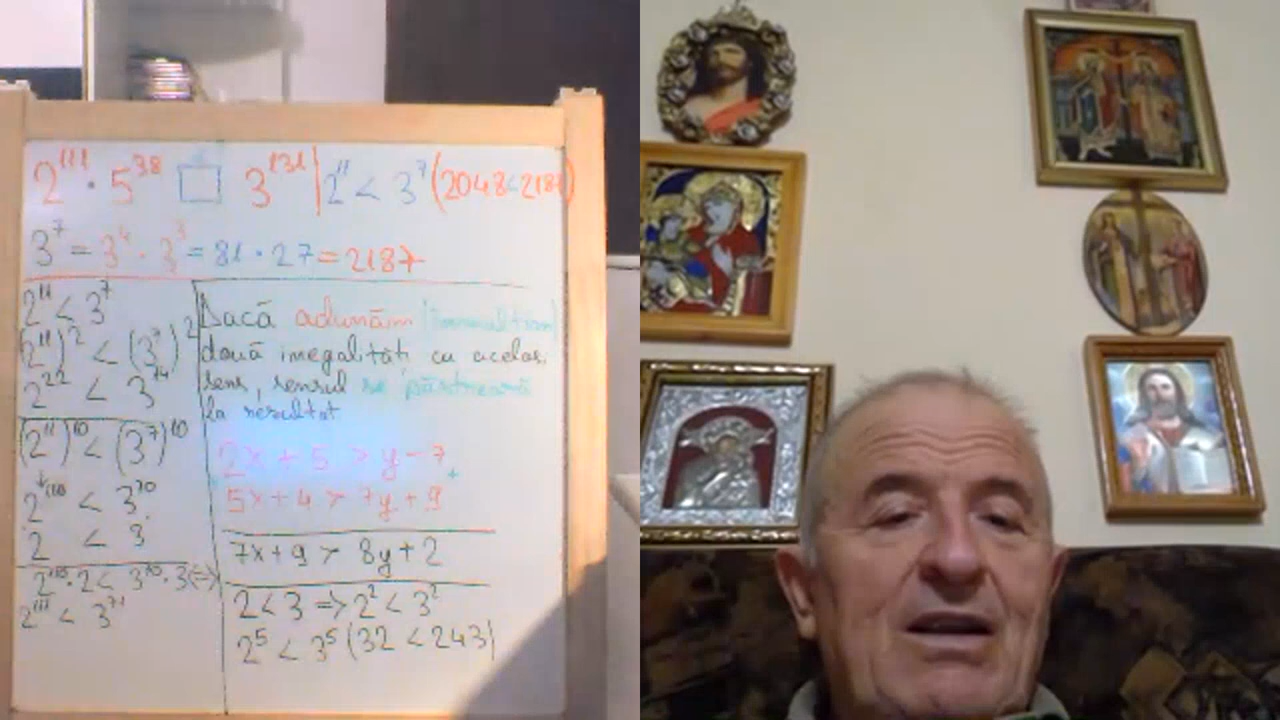 2¹¹¹ · 5³⁸ □ 3¹³¹ | 2¹¹ < 3⁷ (2048<2187)
3⁷ = 3⁴ · 3³ = 81 · 27 = 2187
2¹¹ < 3⁷
(2¹¹)² < (3⁷)²
2²² < 3¹⁴
(2¹¹)¹⁰ < (3⁷)¹⁰
2¹¹⁰ < 3⁷⁰
2 < 3
2¹¹⁰·2 < 3⁷⁰·3 (=>)
2¹¹¹ < 3⁷¹
Dacă adunăm (înmulțim)
două inegalități cu același
sens, sensul se păstrează
la rezultat.
2x + 5 > y - 7
5x + 4 > 7y + 9 +
7x + 9 > 8y + 2
2 < 3 => 2² < 3²
2⁵ < 3⁵ (32 < 243)